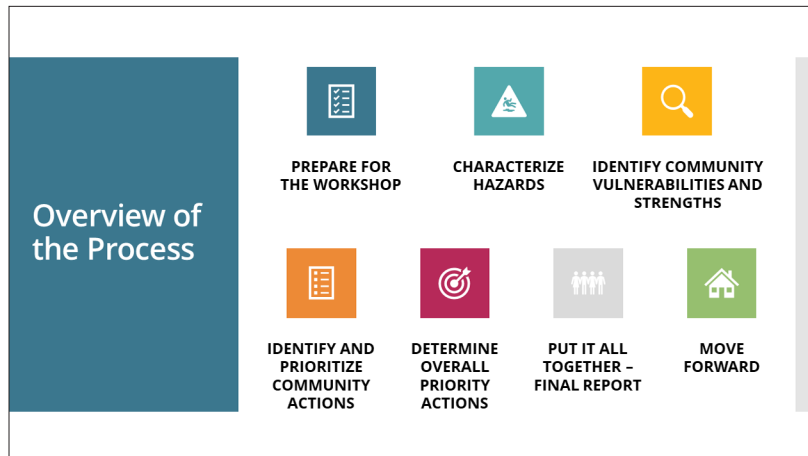 Overview of
the Process
PREPARE FOR
THE WORKSHOP
CHARACTERIZE
HAZARDS
IDENTIFY COMMUNITY
VULNERABILITIES AND
STRENGTHS
IDENTIFY AND
PRIORITIZE
COMMUNITY
ACTIONS
DETERMINE
OVERALL
PRIORITY
ACTIONS
PUT IT ALL
TOGETHER –
FINAL REPORT
MOVE
FORWARD